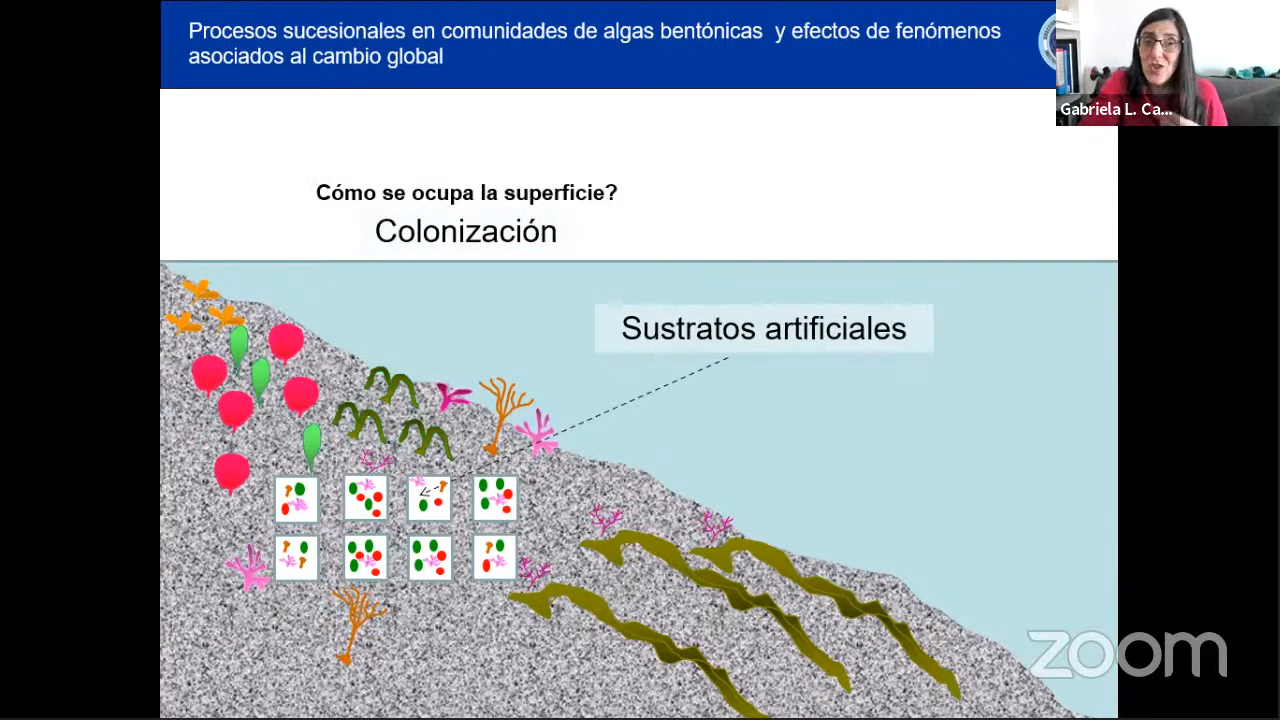 Procesos sucesionales en comunidades de algas bentónicas y efectos de fenómenos
asociados al cambio global
Gabriela L. Ca...
Cómo se ocupa la superficie?
Colonización
Sustratos artificiales
zoom